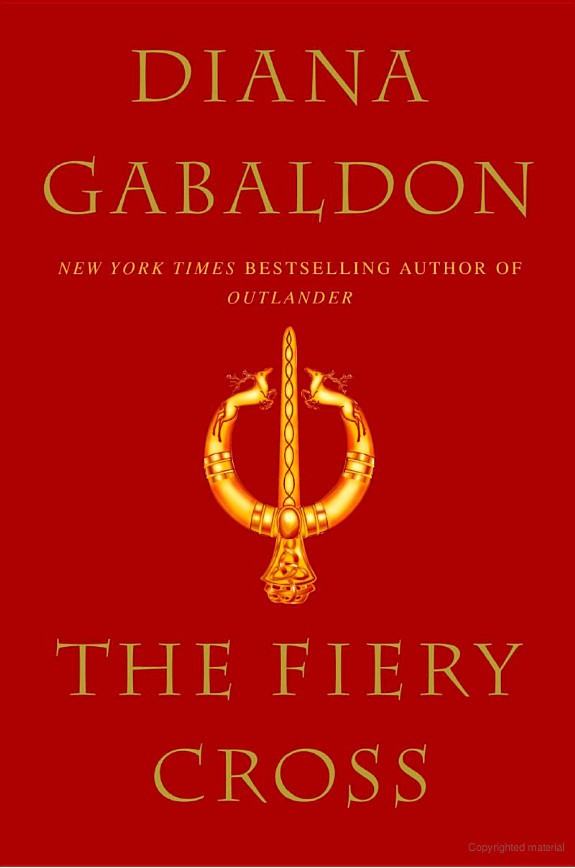 DIANA
GABALDON
NEW YORK TIMES BESTSELLING AUTHOR OF
OUTLANDER
THE FIERY
CROSS
Copyrighted material